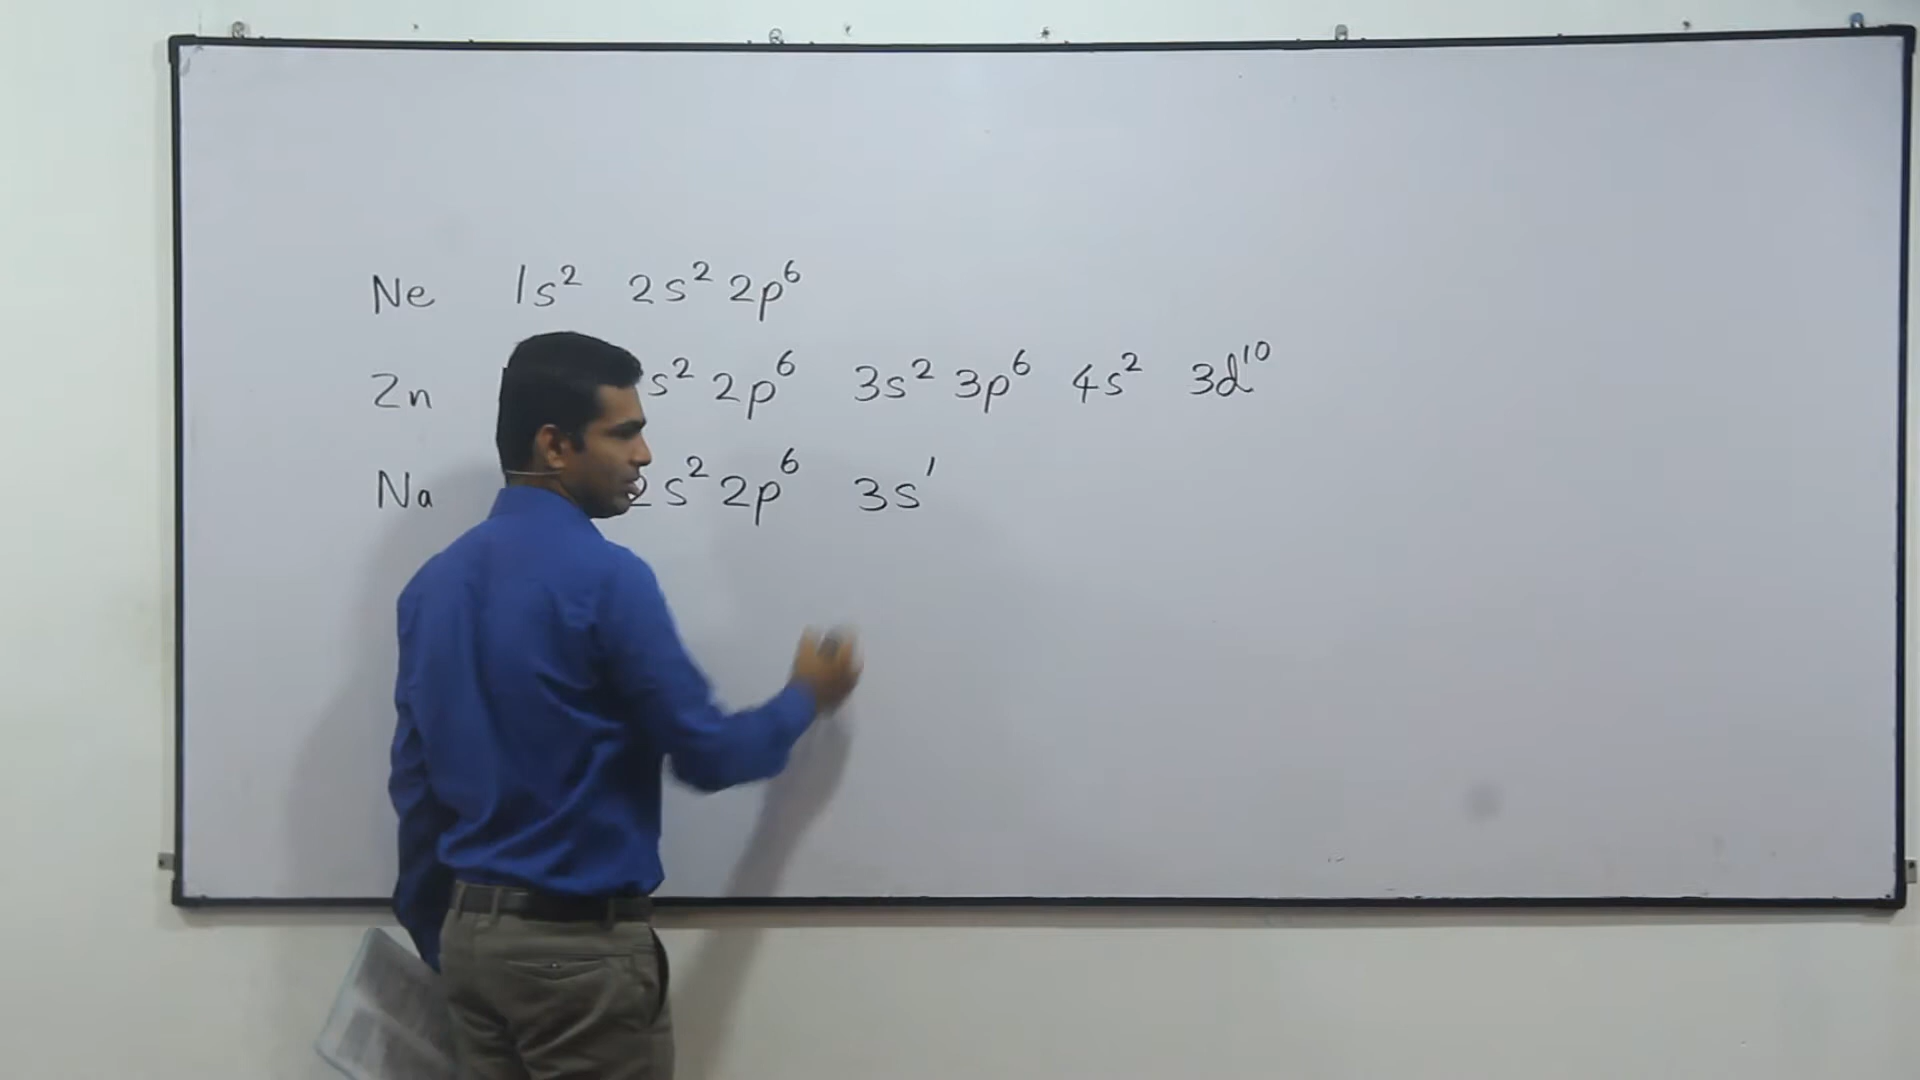 Ne 1s² 2s² 2p⁶
Zn s² 2p⁶ 3s² 3p⁶ 4s² 3d¹⁰
Na 2s² 2p⁶ 3s¹